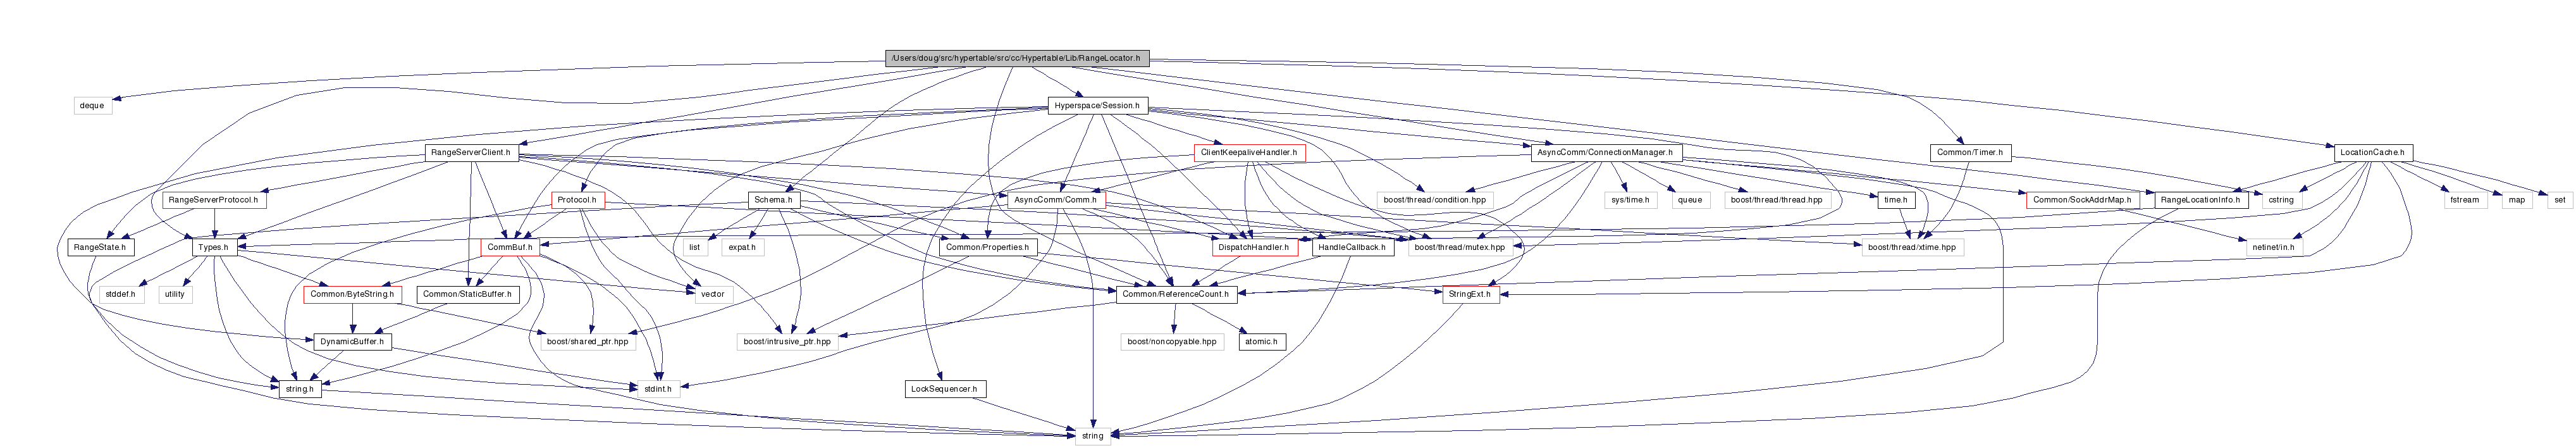 /Users/doug/src/hypertable/src/cc/Hypertable/Lib/RangeLocator.h
deque
Hyperspace/Session.h
RangeServerClient.h
ClientKeepaliveHandler.h
AsyncComm/ConnectionManager.h
Common/Timer.h
LocationCache.h
RangeServerProtocol.h
Protocol.h
Schema.h
AsyncComm/Comm.h
boost/thread/condition.hpp
sys/time.h
queue
boost/thread/thread.hpp
time.h
Common/SockAddrMap.h
RangeLocationInfo.h
cstring
fstream
map
set
RangeState.h
Types.h
CommBuf.h
list
expat.h
Common/Properties.h
DispatchHandler.h
HandleCallback.h
boost/thread/mutex.hpp
boost/thread/xtime.hpp
netinet/in.h
stddef.h
utility
Common/ByteString.h
Common/StaticBuffer.h
vector
Common/ReferenceCount.h
StringExt.h
DynamicBuffer.h
boost/shared_ptr.hpp
boost/intrusive_ptr.hpp
boost/noncopyable.hpp
atomic.h
string.h
stdint.h
LockSequencer.h
string